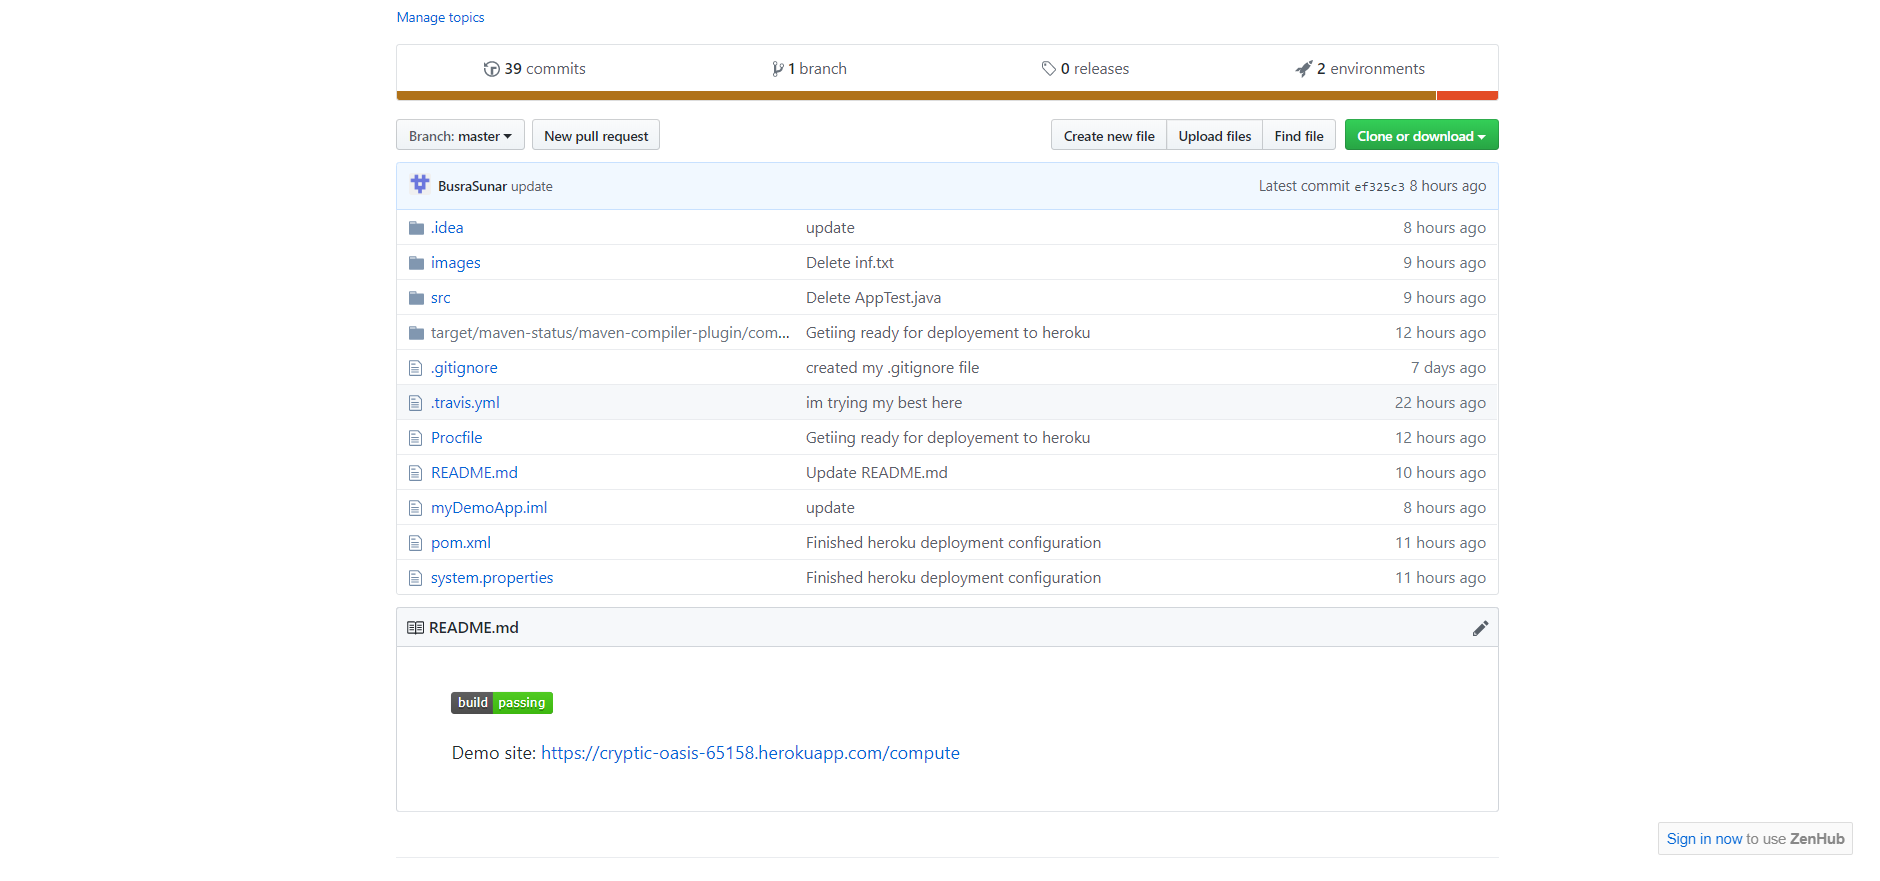 Manage topics
39 commits 1 branch 0 releases 2 environments
Branch: master New pull request Create new file Upload files Find file Clone or download
BusraSunar update Latest commit ef325c3 8 hours ago
.idea update 8 hours ago
images Delete inf.txt 9 hours ago
src Delete AppTest.java 9 hours ago
target/maven-status/maven-compiler-plugin/com... Getiing ready for deployement to heroku 12 hours ago
.gitignore created my .gitignore file 7 days ago
.travis.yml im trying my best here 22 hours ago
Procfile Getiing ready for deployement to heroku 12 hours ago
README.md Update README.md 10 hours ago
myDemoApp.iml update 8 hours ago
pom.xml Finished heroku deployment configuration 11 hours ago
system.properties Finished heroku deployment configuration 11 hours ago
README.md
build passing
Demo site: https://cryptic-oasis-65158.herokuapp.com/compute
Sign in now to use ZenHub